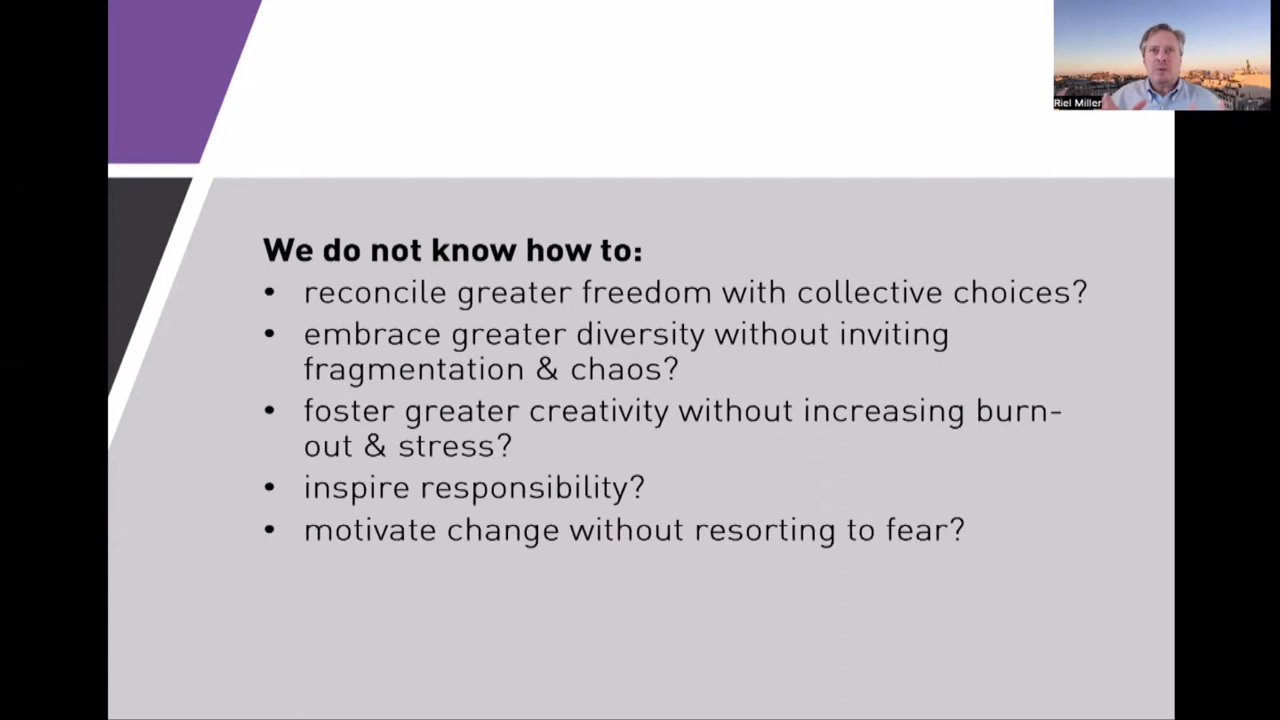 Riel Miller
We do not know how to:
• reconcile greater freedom with collective choices?
• embrace greater diversity without inviting
fragmentation & chaos?
• foster greater creativity without increasing burn-
out & stress?
• inspire responsibility?
• motivate change without resorting to fear?